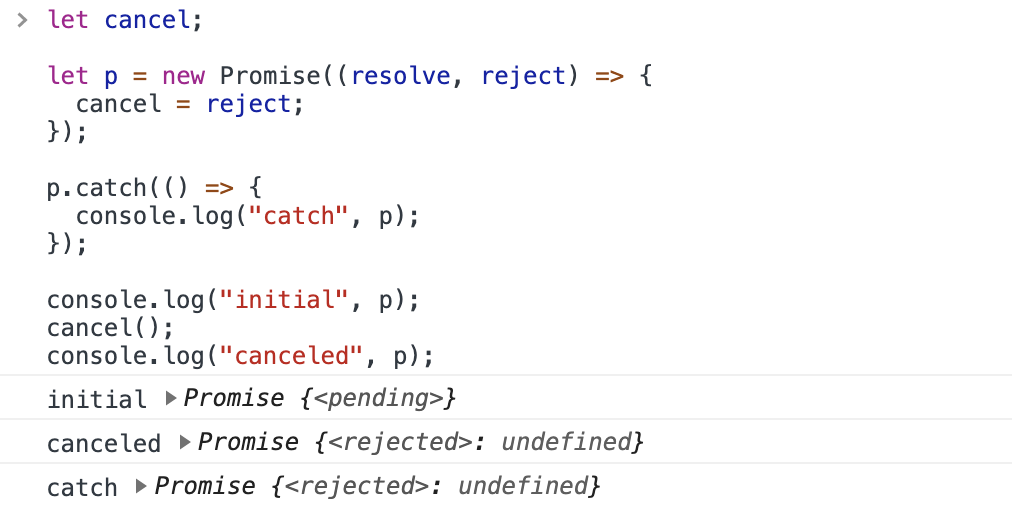 > let cancel;
let p = new Promise((resolve, reject) => {
  cancel = reject;
});
p.catch(() => {
  console.log("catch", p);
});
console.log("initial", p);
cancel();
console.log("canceled", p);
initial ▶ Promise {<pending>}
canceled ▶ Promise {<rejected>: undefined}
catch ▶ Promise {<rejected>: undefined}